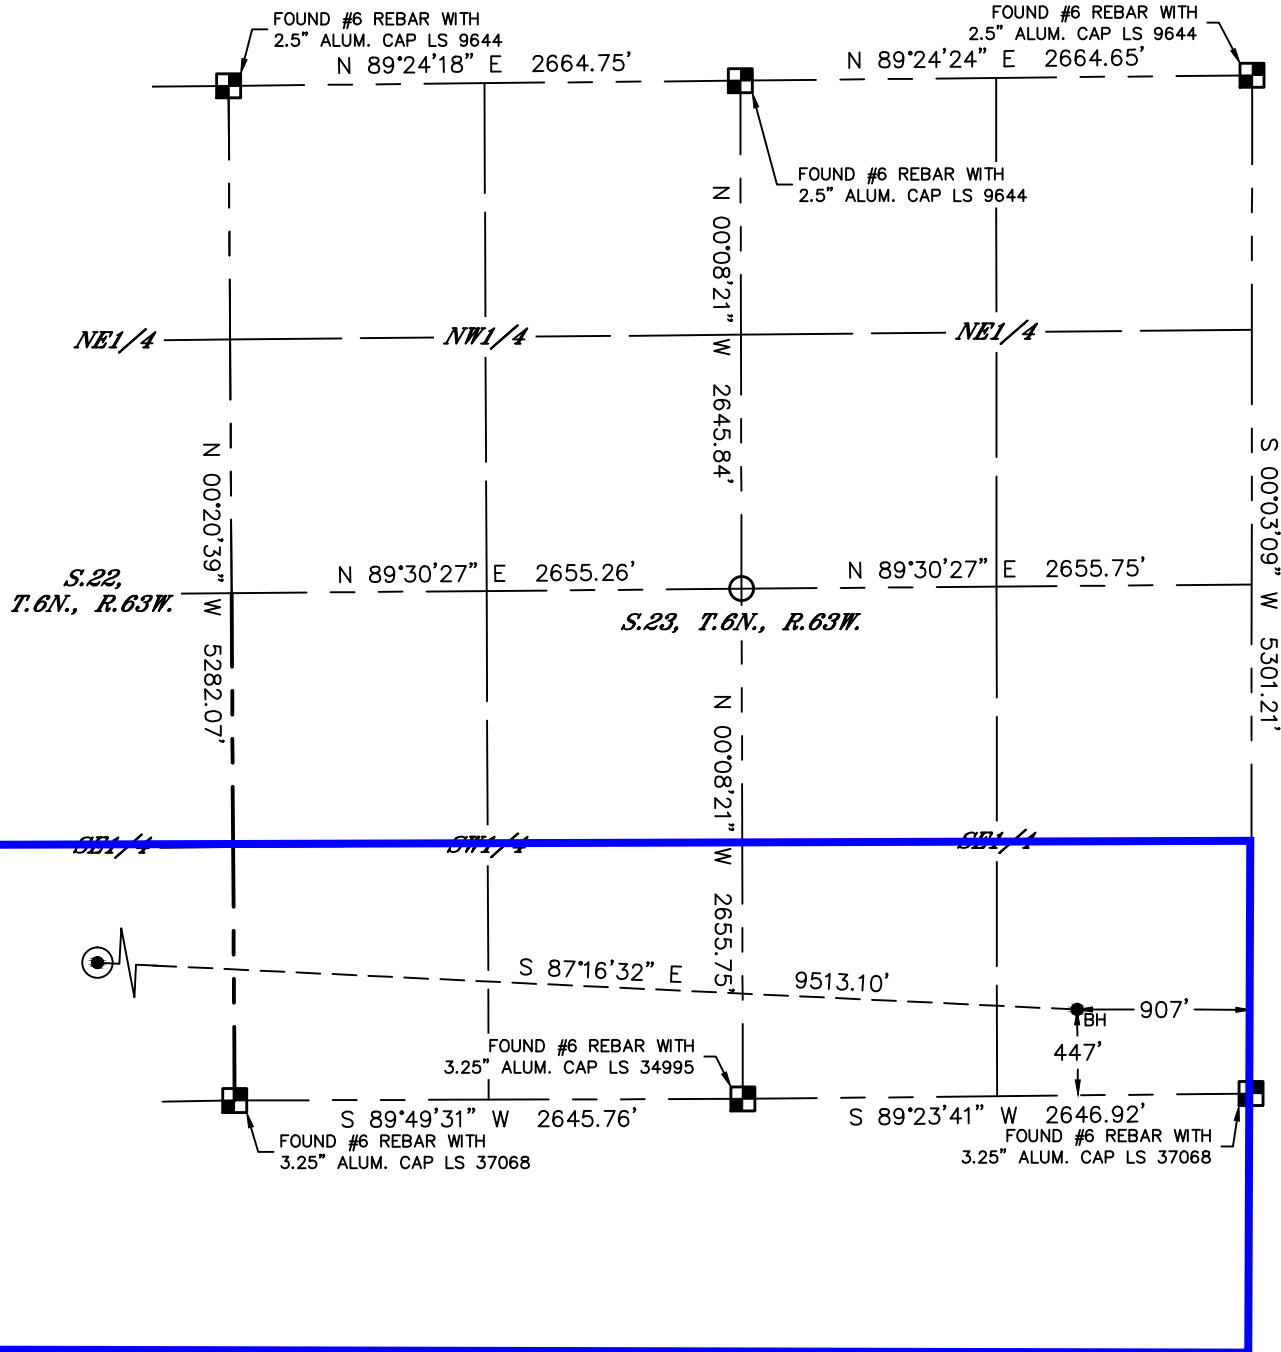 FOUND #6 REBAR WITH
2.5" ALUM. CAP LS 9644
FOUND #6 REBAR WITH
2.5" ALUM. CAP LS 9644
N 89°24'18" E 2664.75'
N 89°24'24" E 2664.65'
FOUND #6 REBAR WITH
2.5" ALUM. CAP LS 9644
N 00°08'21" W 2645.84'
NE1/4
NW1/4
NE1/4
N 00°20'39" W 5282.07'
S 00°03'09" W 5301.21'
S.22,
T.6N., R.63W.
N 89°30'27" E 2655.26'
N 89°30'27" E 2655.75'
S.23, T.6N., R.63W.
N 00°08'21" W 2655.75'
SE1/4
SW1/4
SE1/4
S 87°16'32" E 9513.10'
BH
907'
447'
FOUND #6 REBAR WITH
3.25" ALUM. CAP LS 34995
S 89°49'31" W 2645.76'
S 89°23'41" W 2646.92'
FOUND #6 REBAR WITH
3.25" ALUM. CAP LS 37068
FOUND #6 REBAR WITH
3.25" ALUM. CAP LS 37068